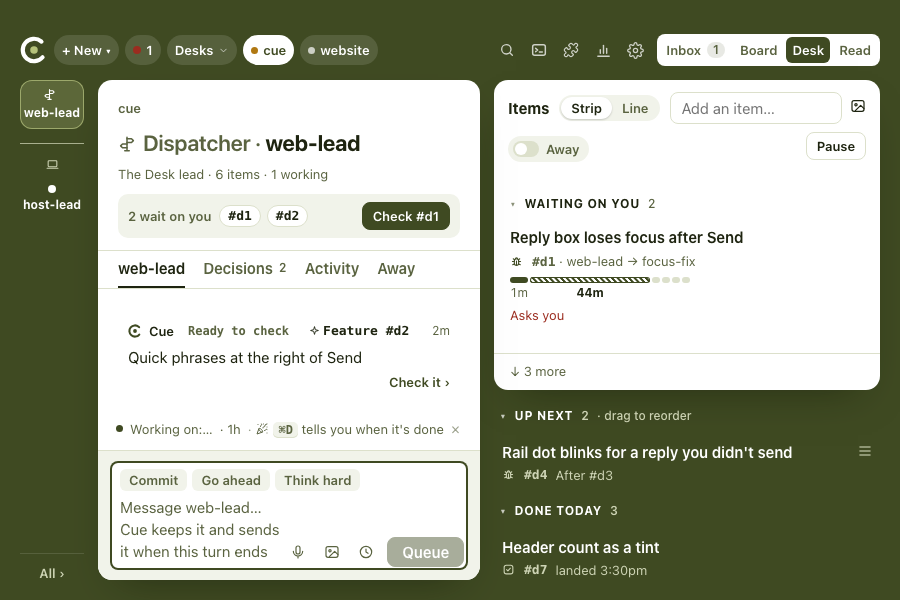 + New ▾ 1 Desks cue website
Inbox 1 Board Desk Read
web-lead
host-lead
All ›
cue
Dispatcher · web-lead
The Desk lead · 6 items · 1 working
2 wait on you #d1 #d2 Check #d1
web-lead Decisions 2 Activity Away
Cue Ready to check Feature #d2 2m
Quick phrases at the right of Send
Check it ›
Working on:... · 1h · ⌘D tells you when it's done ×
Commit Go ahead Think hard
Message web-lead...
Cue keeps it and sends
it when this turn ends
Queue
Items Strip Line Add an item...
Away Pause
▾ WAITING ON YOU 2
Reply box loses focus after Send
#d1 · web-lead → focus-fix
1m 44m
Asks you
↓ 3 more
▾ UP NEXT 2 · drag to reorder
Rail dot blinks for a reply you didn't send
#d4 After #d3
▾ DONE TODAY 3
Header count as a tint
#d7 landed 3:30pm